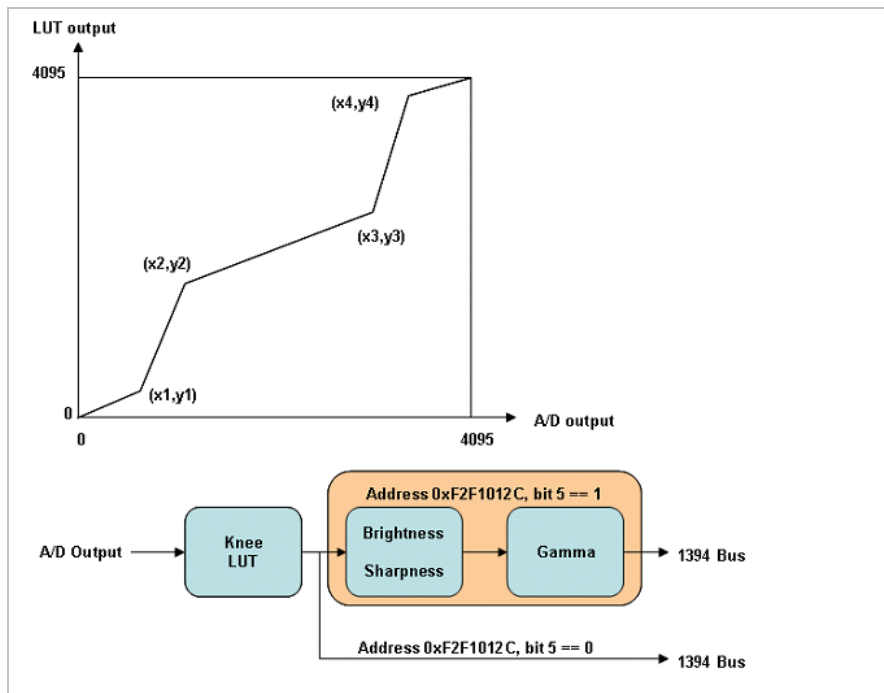 LUT output
4095
(x4,y4)
(x3,y3)
(x2,y2)
(x1,y1)
0
0
4095
A/D output
Address 0xF2F1012C, bit 5 == 1
A/D Output
Knee
LUT
Brightness
Sharpness
Gamma
1394 Bus
Address 0xF2F1012C, bit 5 == 0
1394 Bus